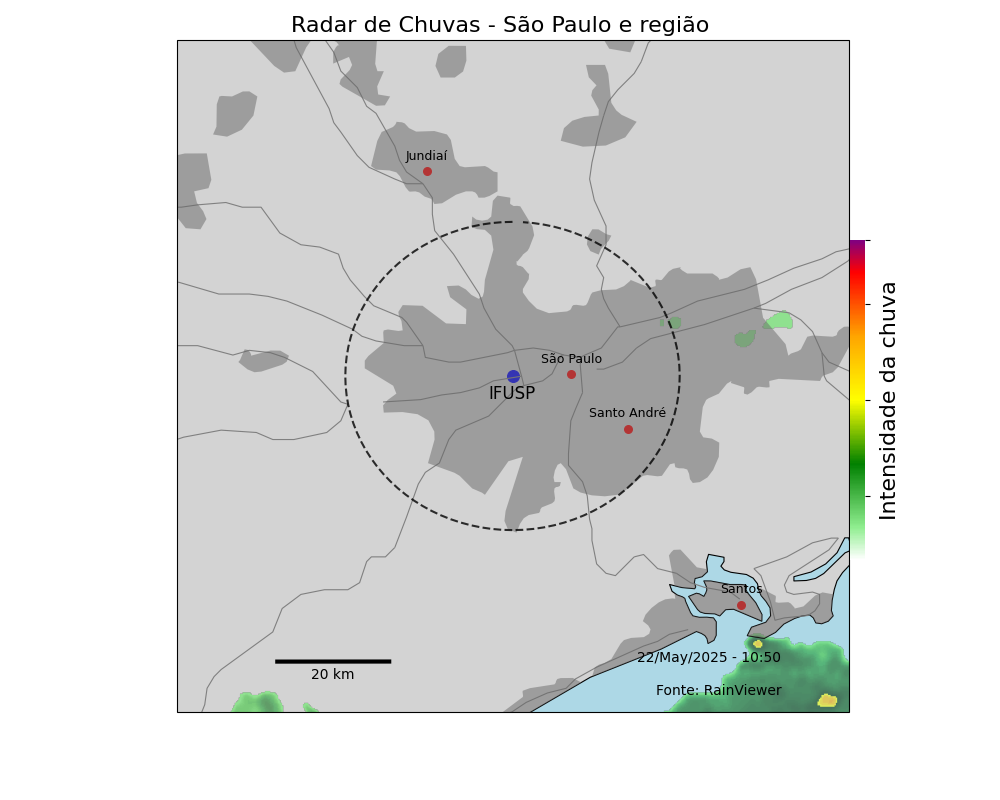 Radar de Chuvas - São Paulo e região
Jundiaí
São Paulo
IFUSP
Santo André
Intensidade da chuva
Santos
22/May/2025 - 10:50
20 km
Fonte: RainViewer